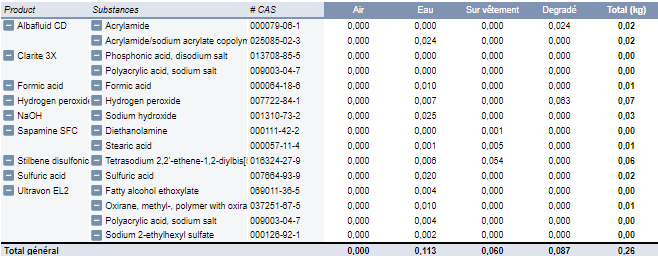 Product Substances # CAS Air Eau Sur vêtement Degradé Total (kg)
Albafluid CD Acrylamide 000079-06-1 0,000 0,000 0,000 0,024 0,02
Acrylamide/sodium acrylate copolym 025085-02-3 0,000 0,024 0,000 0,000 0,02
Clarite 3X Phosphonic acid, disodium salt 013708-85-5 0,000 0,000 0,000 0,000 0,00
Polyacrylic acid, sodium salt 009003-04-7 0,000 0,000 0,000 0,000 0,00
Formic acid Formic acid 000064-18-6 0,000 0,010 0,000 0,000 0,01
Hydrogen peroxide Hydrogen peroxide 007722-84-1 0,000 0,007 0,000 0,063 0,07
NaOH Sodium hydroxide 001310-73-2 0,000 0,025 0,000 0,000 0,03
Sapamine SFC Diethanolamine 000111-42-2 0,000 0,000 0,001 0,000 0,00
Stearic acid 000057-11-4 0,000 0,001 0,005 0,000 0,01
Stilbene disulfonic Tetrasodium 2,2'-ethene-1,2-diylbis[ 016324-27-9 0,000 0,006 0,054 0,000 0,06
Sulfuric acid Sulfuric acid 007664-93-9 0,000 0,020 0,000 0,000 0,02
Ultravon EL2 Fatty alcohol ethoxylate 069011-36-5 0,000 0,004 0,000 0,000 0,00
Oxirane, methyl-, polymer with oxira 037251-67-5 0,000 0,010 0,000 0,000 0,01
Polyacrylic acid, sodium salt 009003-04-7 0,000 0,004 0,000 0,000 0,00
Sodium 2-ethylhexyl sulfate 000126-92-1 0,000 0,002 0,000 0,000 0,00
Total général 0,000 0,113 0,060 0,087 0,26